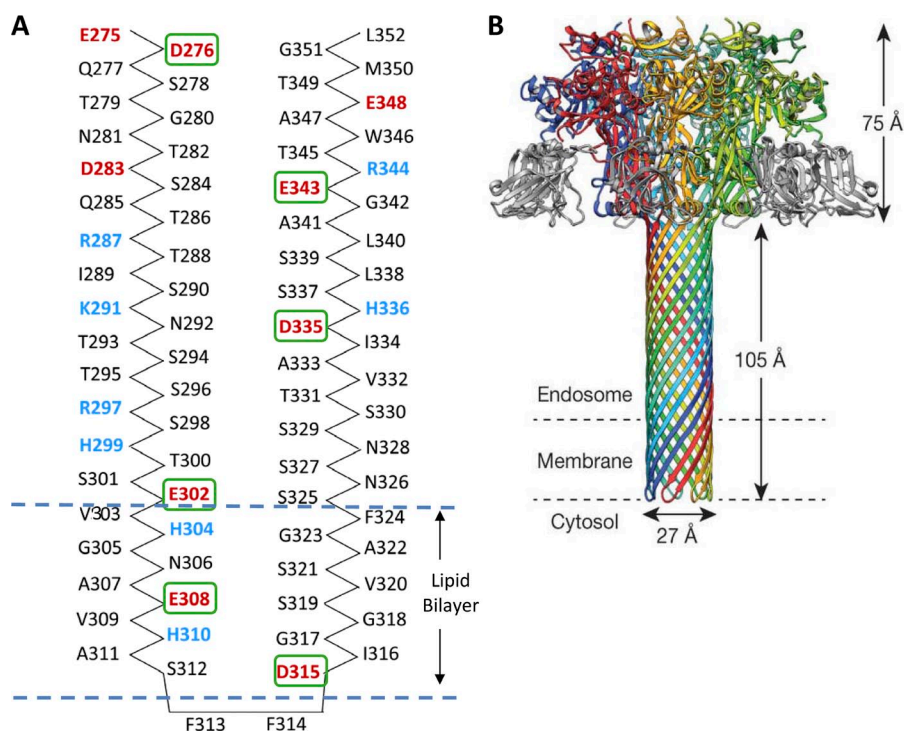 A
E275
D276
Q277
S278
T279
G280
N281
T282
D283
S284
Q285
T286
R287
T288
I289
S290
K291
N292
T293
S294
T295
S296
R297
S298
H299
T300
S301
E302
V303
H304
G305
N306
A307
E308
V309
H310
A311
S312
F313
F314
L352
G351
M350
T349
E348
A347
W346
T345
R344
E343
G342
A341
L340
S339
L338
S337
H336
D335
I334
A333
V332
T331
S330
S329
N328
S327
N326
S325
F324
G323
A322
S321
V320
S319
G318
G317
I316
D315
Lipid
Bilayer
B
75 Å
105 Å
Endosome
Membrane
Cytosol
27 Å